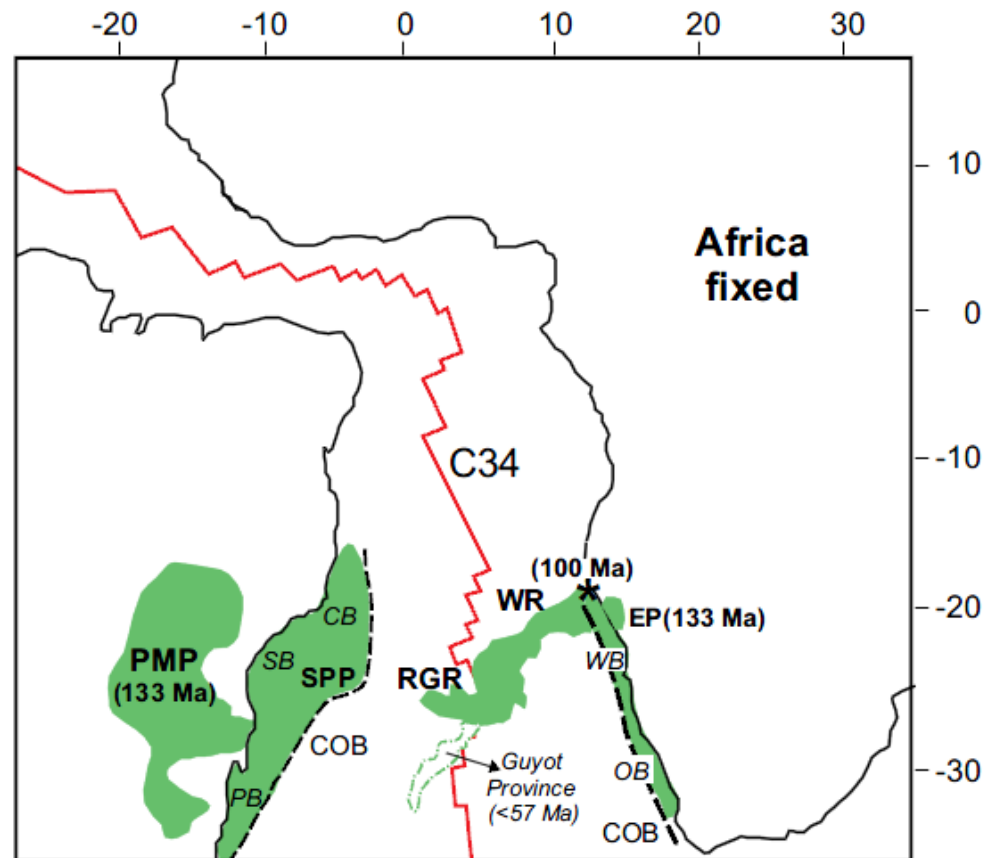 -20 -10 0 10 20 30
10
Africa
fixed
0
C34
-10
(100 Ma)
*
WR
-20
EP(133 Ma)
CB
SB
SPP
WB
PMP
(133 Ma)
RGR
COB
Guyot
Province
(<57 Ma)
OB
-30
PB
COB